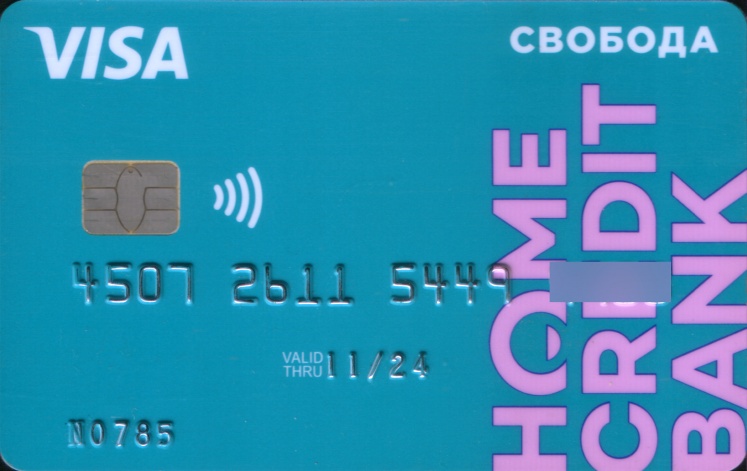 VISA
СВОБОДА
4507 2611 5449
VALID THRU 11/24
N0785
HOME
CREDIT
BANK